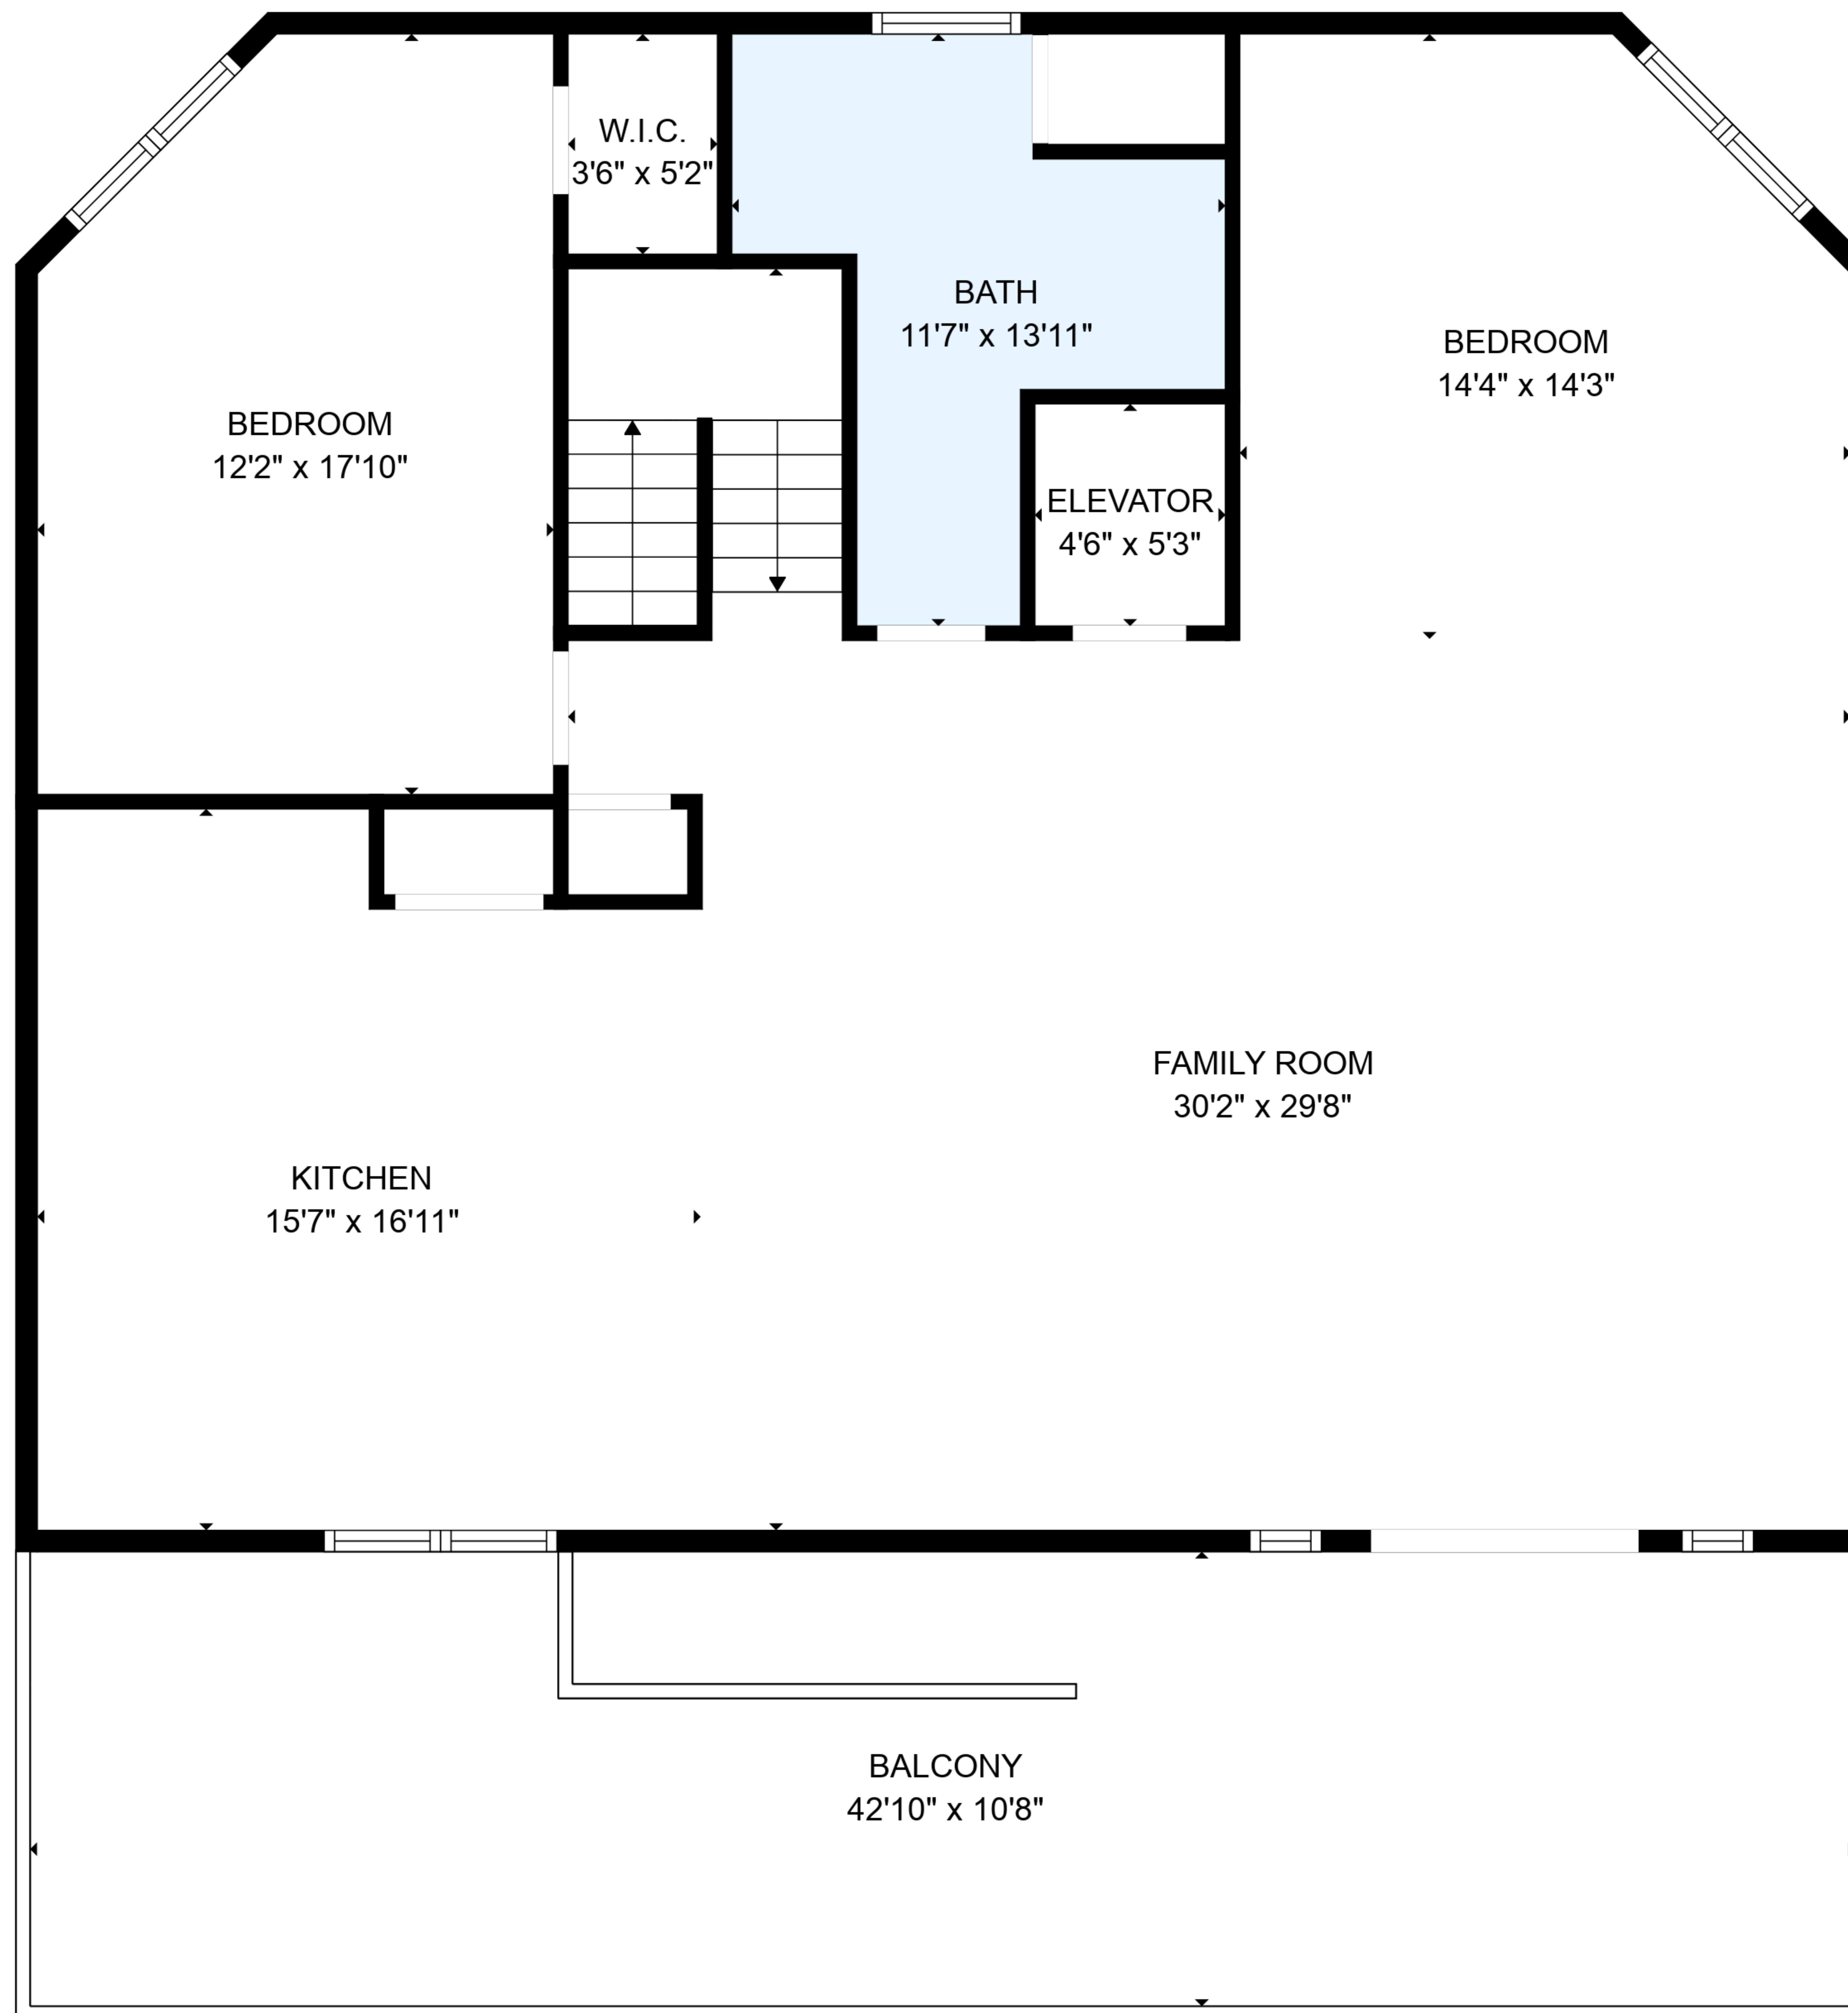 W.I.C.
3'6" x 5'2"
BATH
11'7" x 13'11"
BEDROOM
14'4" x 14'3"
BEDROOM
12'2" x 17'10"
ELEVATOR
4'6" x 5'3"
FAMILY ROOM
30'2" x 29'8"
KITCHEN
15'7" x 16'11"
BALCONY
42'10" x 10'8"